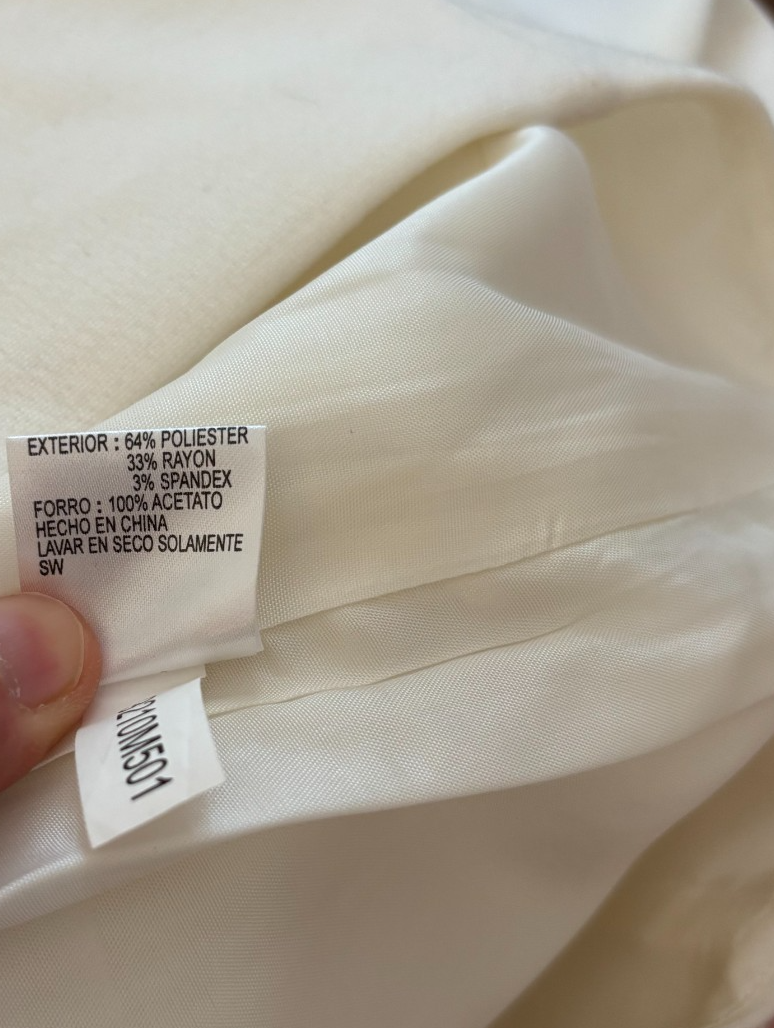 EXTERIOR : 64% POLIESTER
33% RAYON
3% SPANDEX
FORRO : 100% ACETATO
HECHO EN CHINA
LAVAR EN SECO SOLAMENTE
SW
210M501